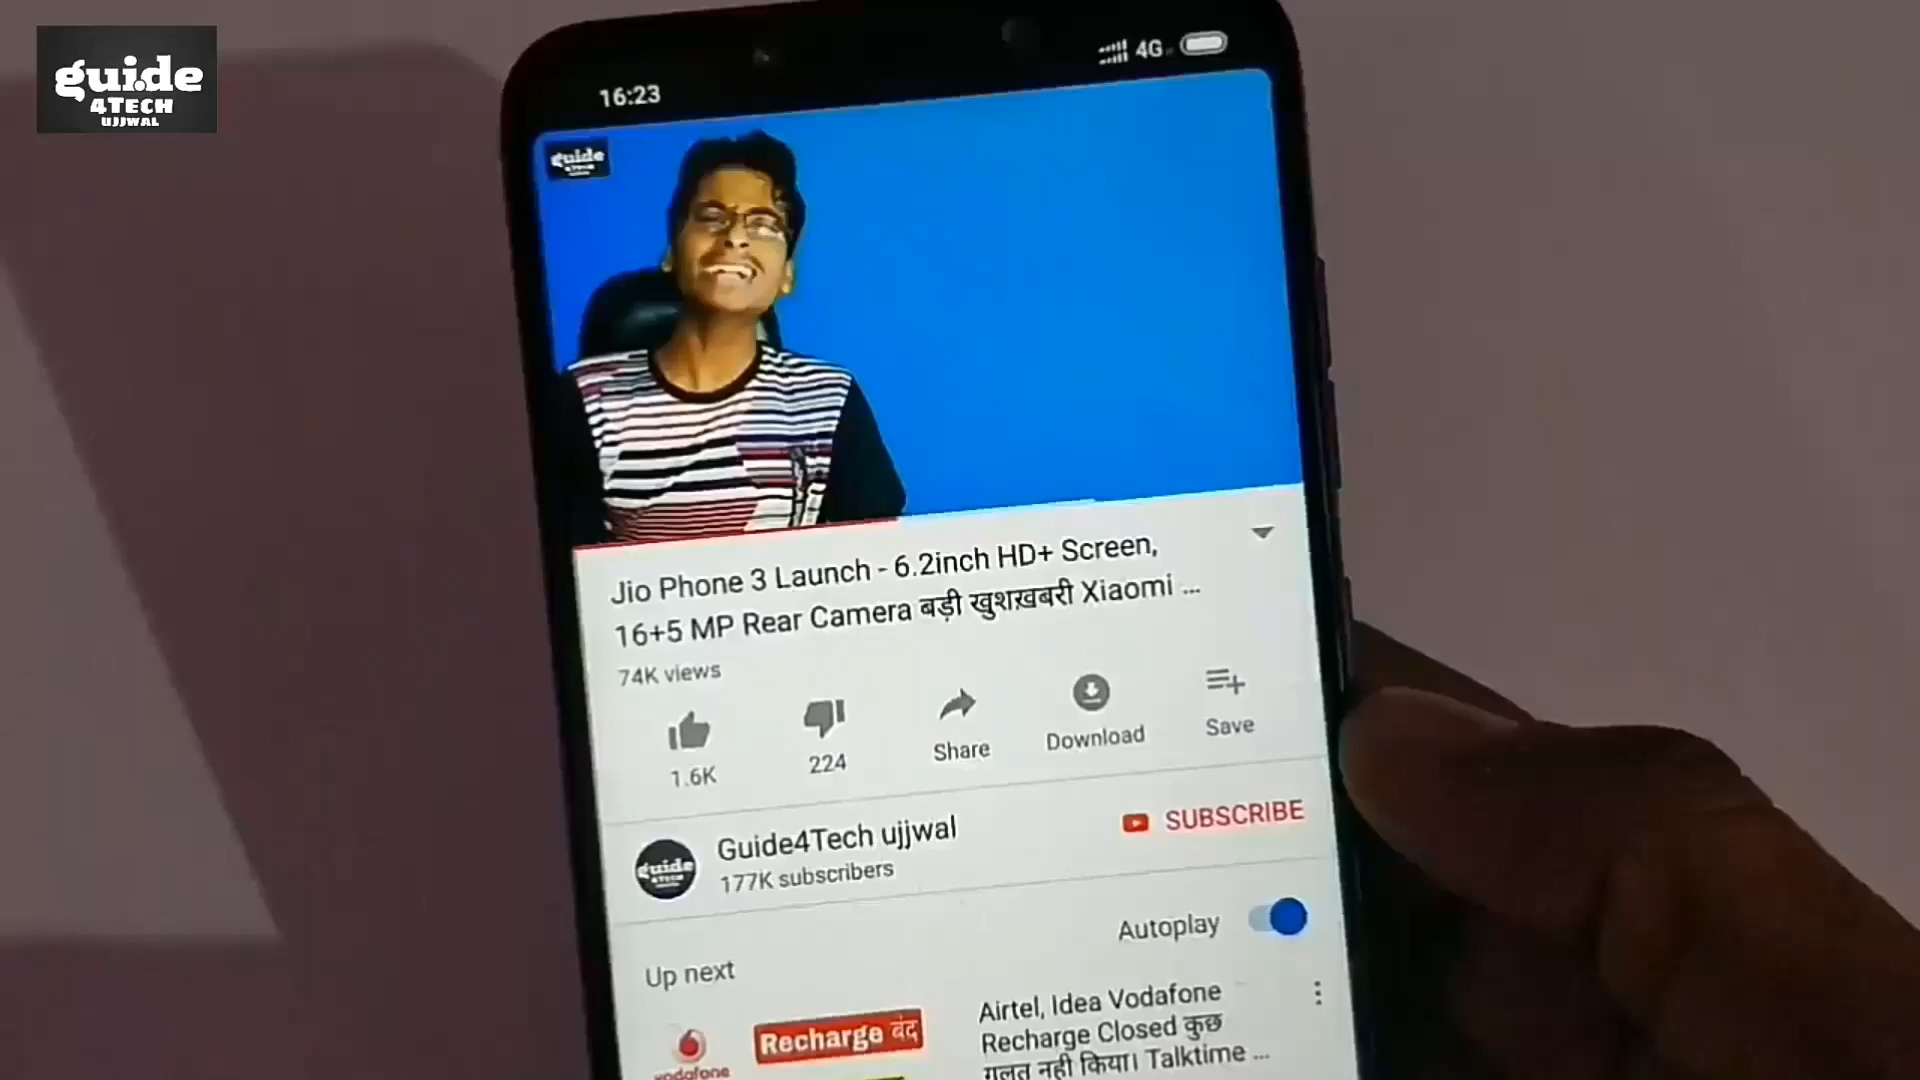 guide
4TECH
UJJWAL
16:23
4G
guide
Jio Phone 3 Launch - 6.2inch HD+ Screen,
16+5 MP Rear Camera बड़ी खुशख़बरी Xiaomi ...
74K views
1.6K
224
Share
Download
Save
guide
Guide4Tech ujjwal
177K subscribers
SUBSCRIBE
Autoplay
Up next
vodafone
Recharge बंद
Airtel, Idea Vodafone
Recharge Closed कुछ
गलत नही किया। Talktime ...